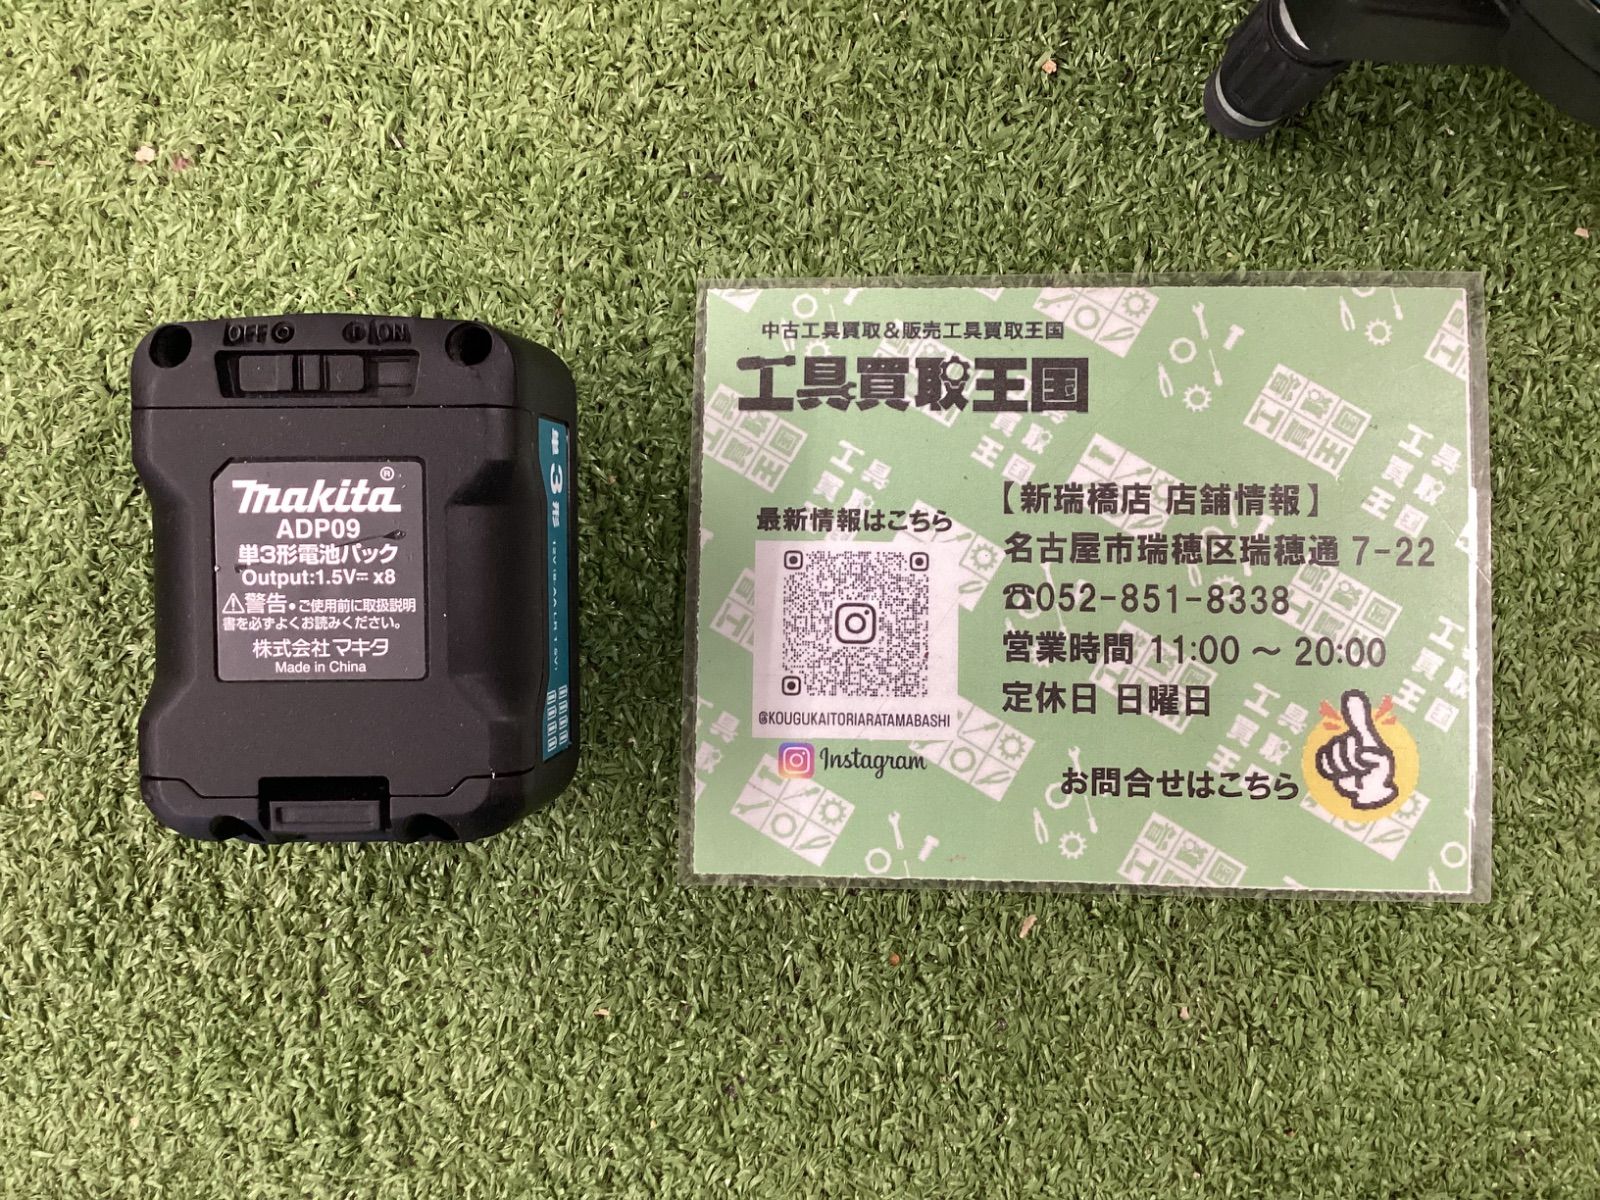 OFF ON
makita®
ADP09
単3形電池パック
Output:1.5V⎓ x8
⚠警告・ご使用前に取扱説明
書を必ずよくお読みください。
株式会社 マキタ
Made in China
単3形
中古工具買取&販売工具買取王国
工具買取王国
最新情報はこちら
@KOUGUKAITORIARATAMABASHI
Instagram
【新瑞橋店 店舗情報】
名古屋市瑞穂区瑞穂通 7-22
☎052-851-8338
営業時間 11:00 ~ 20:00
定休日 日曜日
お問合せはこちら